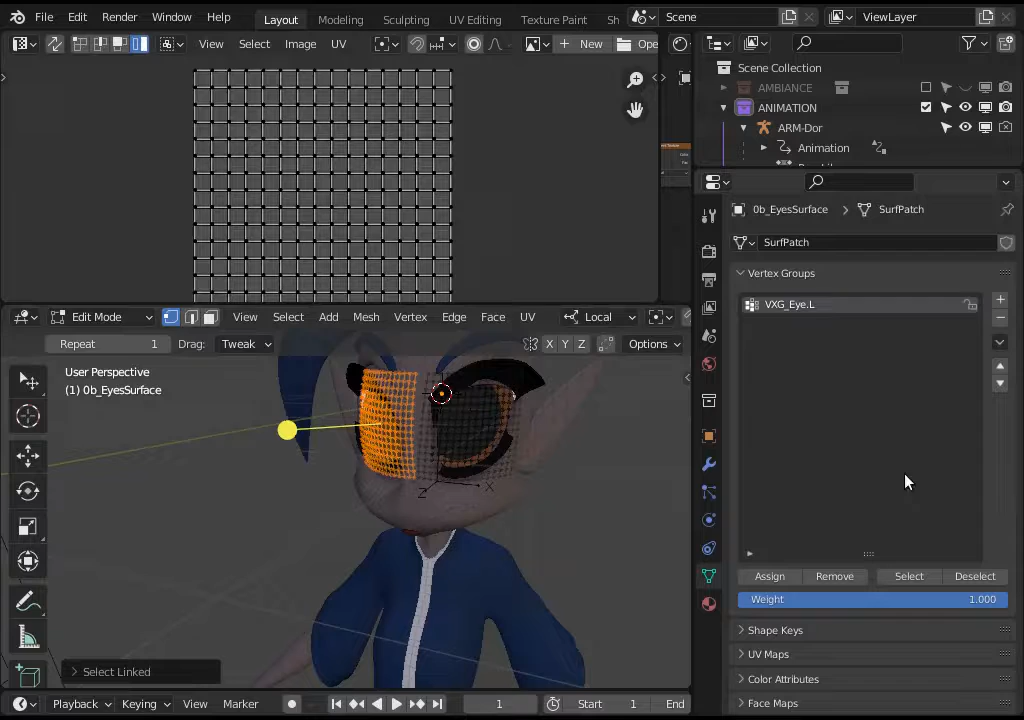 File Edit Render Window Help Layout Modeling Sculpting UV Editing Texture Paint Sh Scene ViewLayer
View Select Image UV New Ope
Scene Collection
AMBIANCE
ANIMATION
ARM-Dor
Animation
0b_EyesSurface SurfPatch
SurfPatch
Vertex Groups
VXG_Eye.L
Edit Mode View Select Add Mesh Vertex Edge Face UV Local
Repeat 1 Drag: Tweak X Y Z Options
User Perspective
(1) 0b_EyesSurface
Z X
Assign Remove Select Deselect
Weight 1.000
Shape Keys
UV Maps
Color Attributes
Face Maps
Select Linked
Playback Keying View Marker 1 Start 1 End